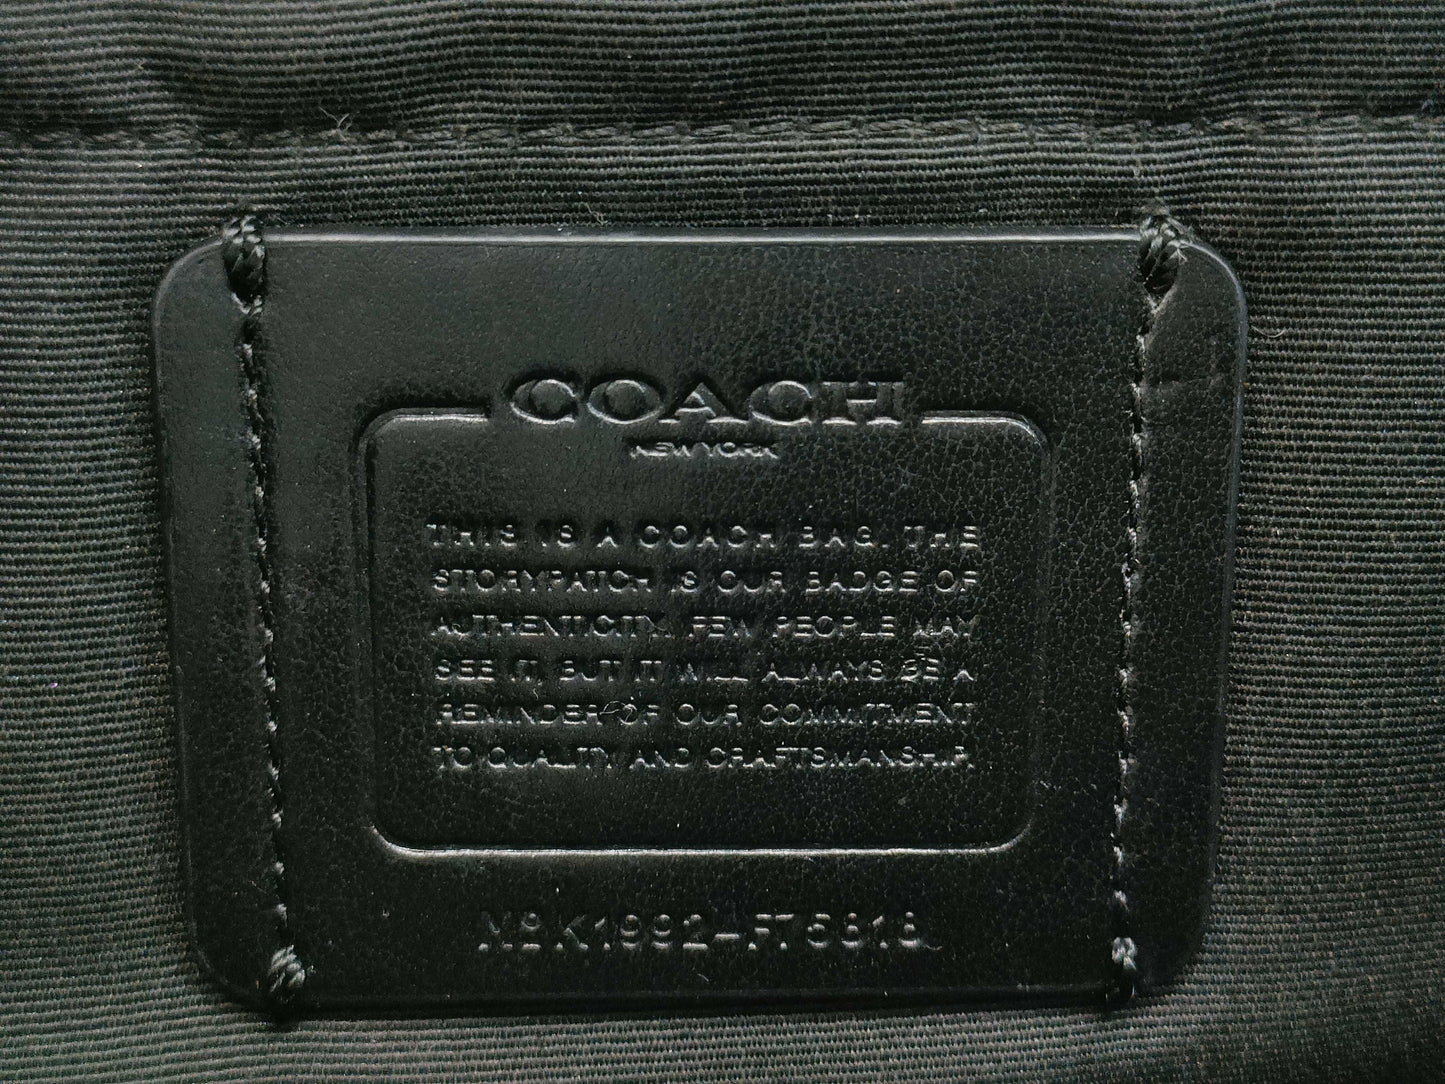 COACH
NEW YORK
THIS IS A COACH BAG. THE
STORYPATCH IS OUR BADGE OF
AUTHENTICITY. FEW PEOPLE MAY
SEE IT, BUT IT WILL ALWAYS BE A
REMINDER OF OUR COMMITMENT
TO QUALITY AND CRAFTSMANSHIP.